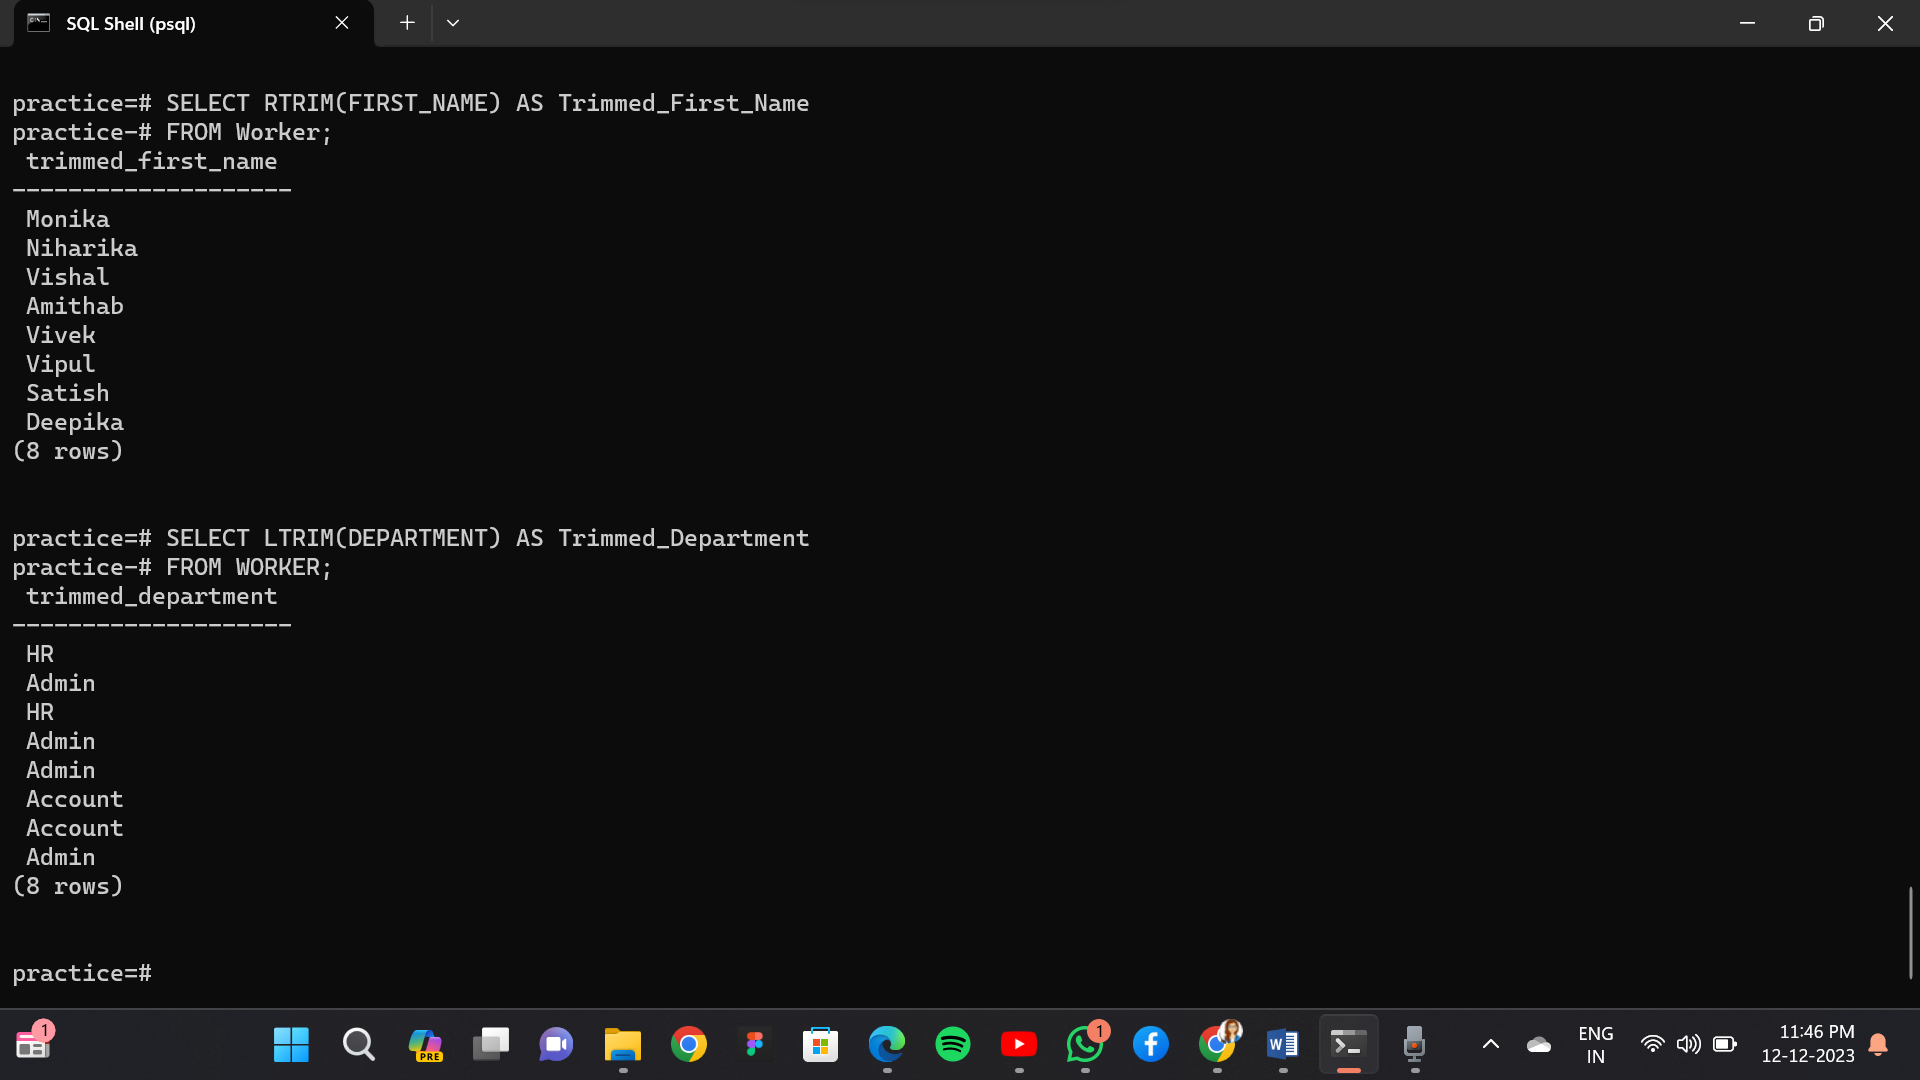 SQL Shell (psql)
practice=# SELECT RTRIM(FIRST_NAME) AS Trimmed_First_Name
practice-# FROM Worker;
trimmed_first_name
--------------------
Monika
Niharika
Vishal
Amithab
Vivek
Vipul
Satish
Deepika
(8 rows)
practice=# SELECT LTRIM(DEPARTMENT) AS Trimmed_Department
practice-# FROM WORKER;
trimmed_department
--------------------
HR
Admin
HR
Admin
Admin
Account
Account
Admin
(8 rows)
practice=#
1
PRE
1
W
ENG
IN
11:46 PM
12-12-2023